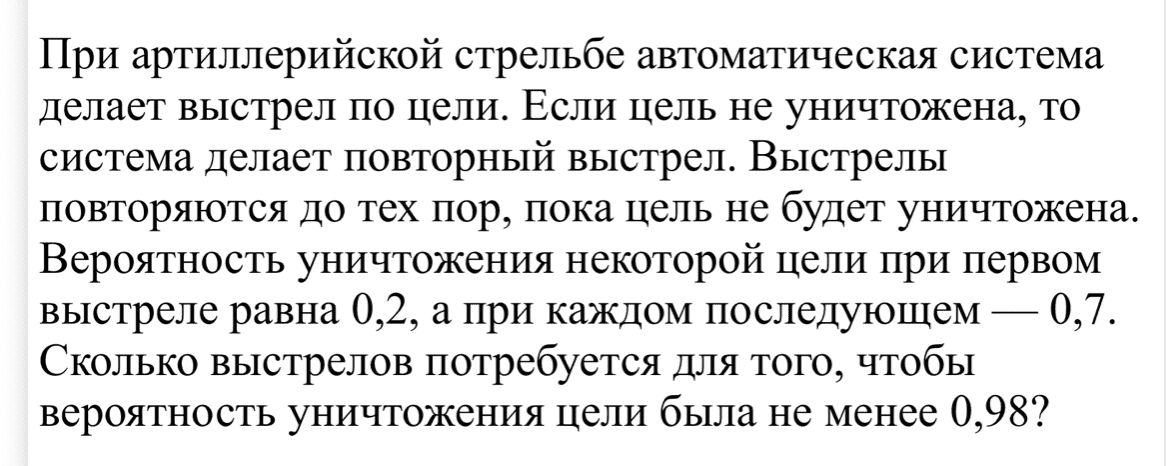 При артиллерийской стрельбе автоматическая система
делает выстрел по цели. Если цель не уничтожена, то
система делает повторный выстрел. Выстрелы
повторяются до тех пор, пока цель не будет уничтожена.
Вероятность уничтожения некоторой цели при первом
выстреле равна 0,2, а при каждом последующем — 0,7.
Сколько выстрелов потребуется для того, чтобы
вероятность уничтожения цели была не менее 0,98?